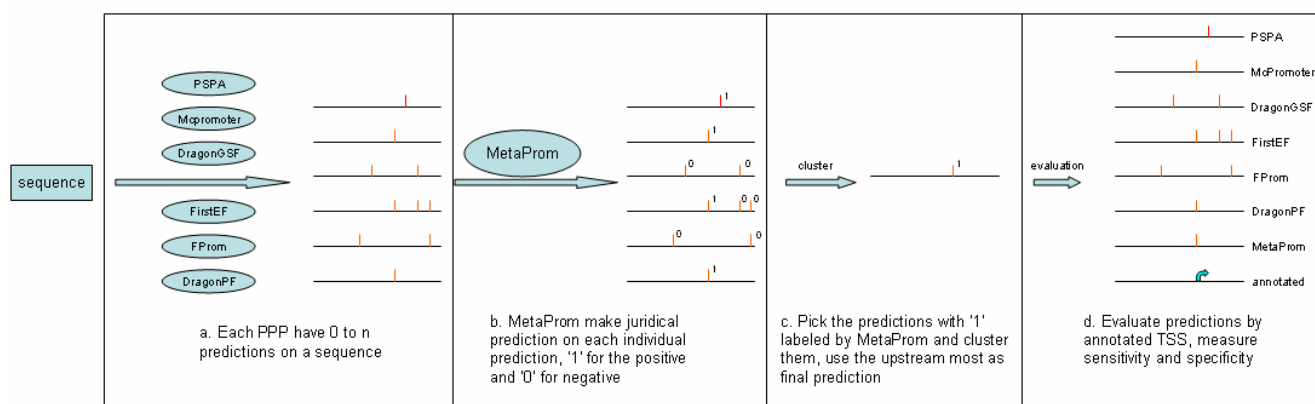 sequence
PSPA
Mcpromoter
DragonGSF
FirstEF
FProm
DragonPF
a. Each PPP have 0 to n
predictions on a sequence
MetaProm
1
1
0 0
1 0 0
0 0
1
b. MetaProm make juridical
prediction on each individual
prediction, '1' for the positive
and '0' for negative
cluster
1
c. Pick the predictions with '1'
labeled by MetaProm and cluster
them, use the upstream most as
final prediction
evaluation
PSPA
McPromoter
DragonGSF
FirstEF
FProm
DragonPF
MetaProm
annotated
d. Evaluate predictions by
annotated TSS, measure
sensitivity and specificity